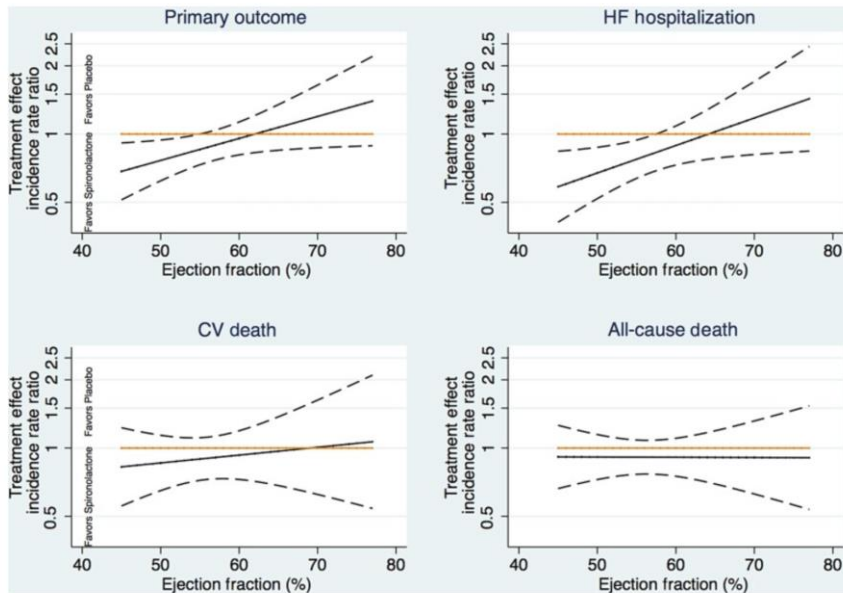 Primary outcome
Treatment effect
incidence rate ratio
Favors Spironolactone Favors Placebo
2.5
2
1.5
1
0.5
40 50 60 70 80
Ejection fraction (%)
HF hospitalization
Treatment effect
incidence rate ratio
2.5
2
1.5
1
0.5
40 50 60 70 80
Ejection fraction (%)
CV death
Treatment effect
incidence rate ratio
Favors Spironolactone Favors Placebo
2.5
2
1.5
1
0.5
40 50 60 70 80
Ejection fraction (%)
All-cause death
Treatment effect
incidence rate ratio
2.5
2
1.5
1
0.5
40 50 60 70 80
Ejection fraction (%)